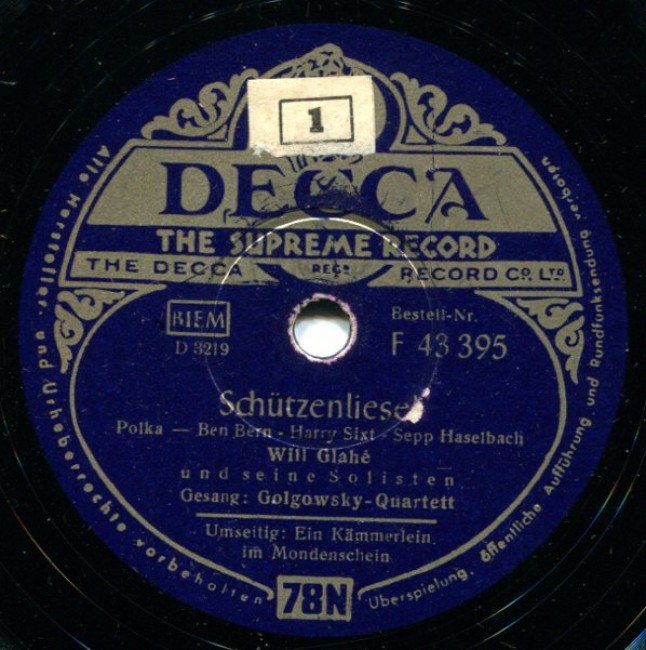 1
DECCA
THE SUPREME RECORD
THE DECCA REGD RECORD CO. LTD
BIEM
D 3219
Bestell-Nr.
F 43 395
Schützenliesel
Polka — Ben Bern - Harry Sixt - Sepp Haselbach
Will Glahé
und seine Solisten
Gesang: Golgowsky-Quartett
Umseitig: Ein Kämmerlein
im Mondenschein
78N
Alle Hersteller- und Urheberrechte vorbehalten
Überspielung, öffentliche Aufführung und Rundfunksendung verboten